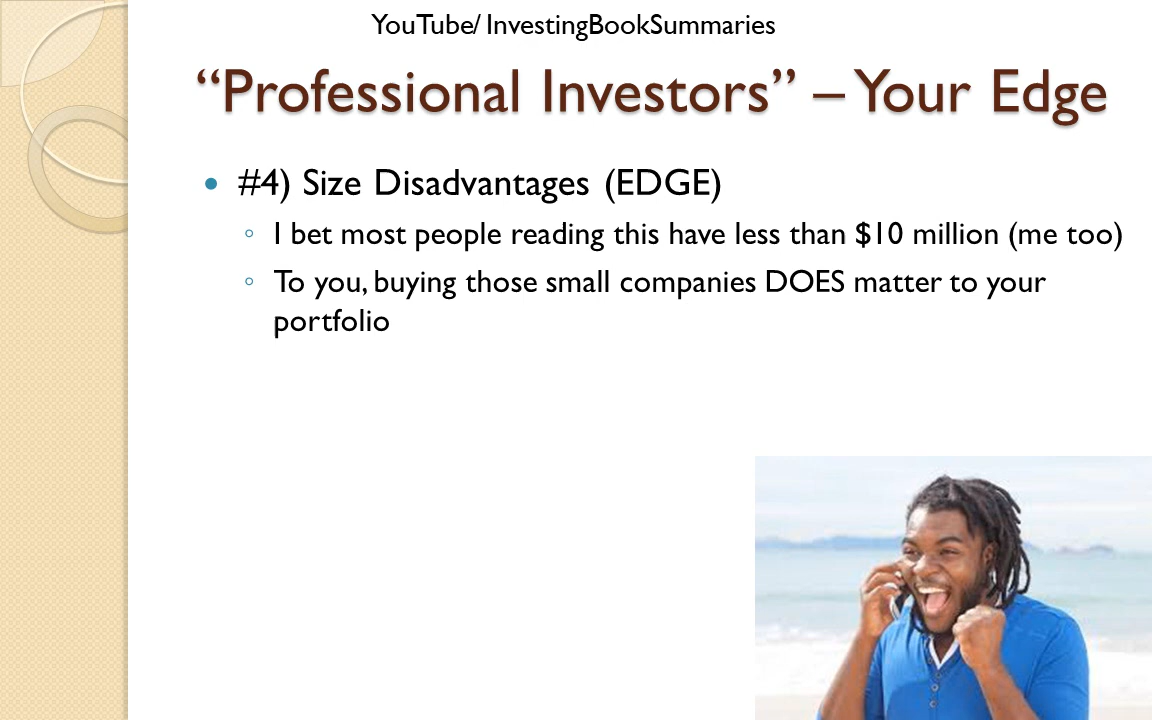 YouTube/ InvestingBookSummaries
“Professional Investors” – Your Edge
#4) Size Disadvantages (EDGE)
I bet most people reading this have less than $10 million (me too)
To you, buying those small companies DOES matter to your
portfolio